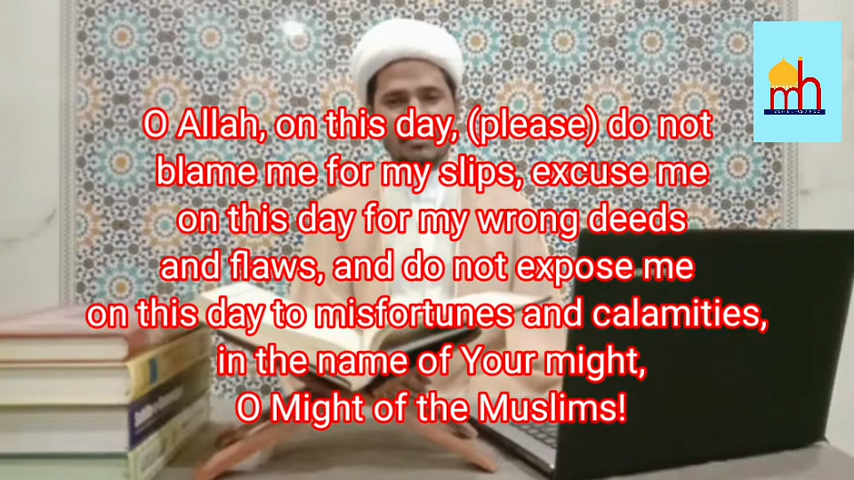 O Allah, on this day, (please) do not
blame me for my slips, excuse me
on this day for my wrong deeds
and flaws, and do not expose me
on this day to misfortunes and calamities,
in the name of Your might,
O Might of the Muslims!
mh